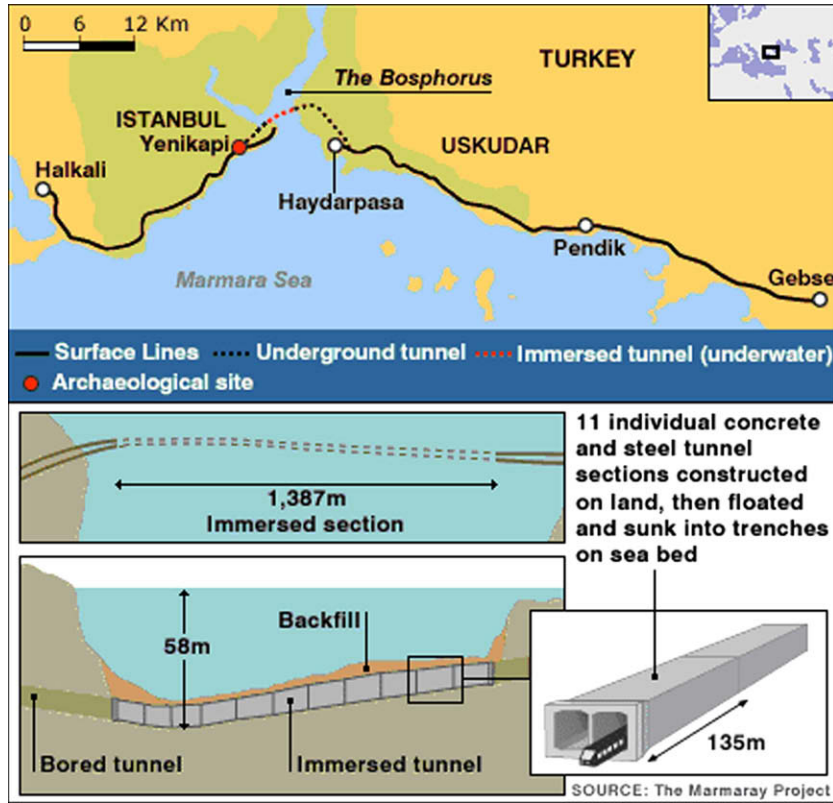 0 6 12 Km
The Bosphorus
TURKEY
ISTANBUL
Yenikapi
USKUDAR
Halkali
Haydarpasa
Pendik
Marmara Sea
Gebse
Surface Lines
Underground tunnel
Immersed tunnel (underwater)
Archaeological site
1,387m
Immersed section
11 individual concrete
and steel tunnel
sections constructed
on land, then floated
and sunk into trenches
on sea bed
58m
Backfill
Bored tunnel
Immersed tunnel
135m
SOURCE: The Marmaray Project